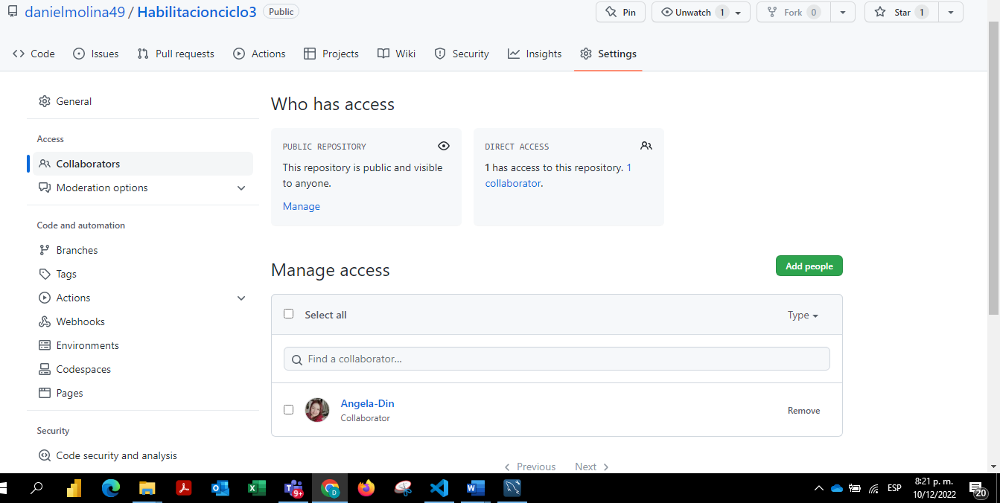 danielmolina49 / Habilitacionciclo3 Public
Pin Unwatch 1 Fork 0 Star 1
Code Issues Pull requests Actions Projects Wiki Security Insights Settings
General
Access
Collaborators
Moderation options
Code and automation
Branches
Tags
Actions
Webhooks
Environments
Codespaces
Pages
Security
Code security and analysis
Who has access
PUBLIC REPOSITORY
This repository is public and visible
to anyone.
Manage
DIRECT ACCESS
1 has access to this repository. 1
collaborator.
Manage access
Add people
Select all Type
Find a collaborator...
Angela-Din
Collaborator
Remove
Previous Next
9+
D
ESP
8:21 p. m.
10/12/2022
20